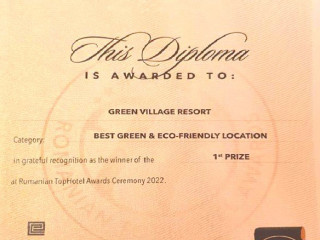 This Diploma
IS AWARDED TO:
GREEN VILLAGE RESORT
Category: BEST GREEN & ECO-FRIENDLY LOCATION
in grateful recognition as the winner of the 1st PRIZE
at Romanian TopHotel Awards Ceremony 2022.